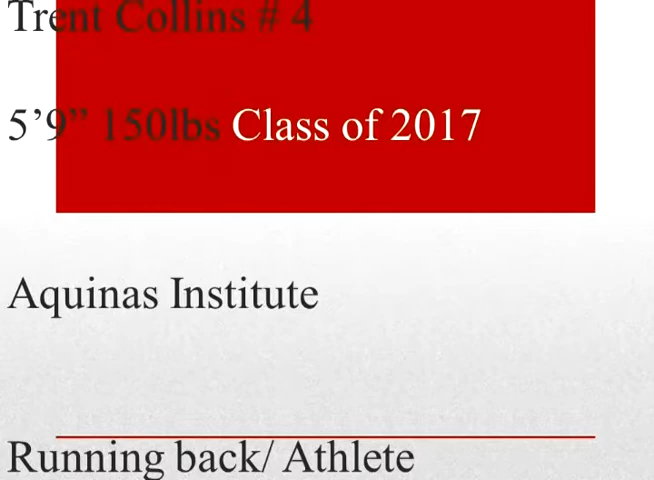 Trent Collins # 4
5’9” 150lbs Class of 2017
Aquinas Institute
Running back/ Athlete